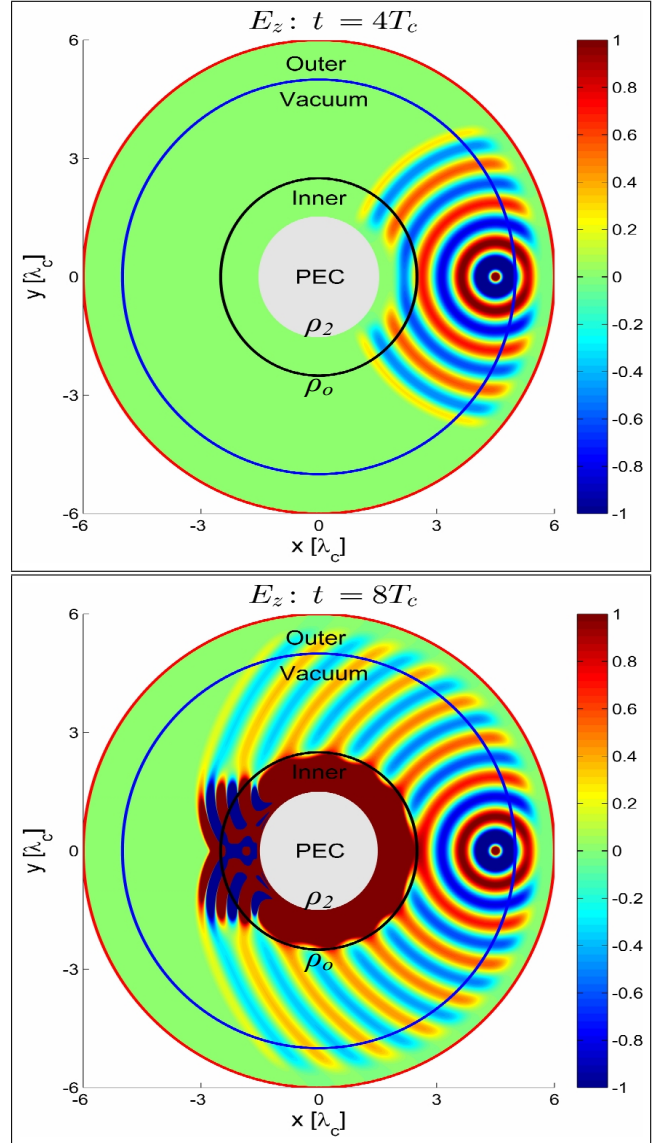 E_z: t = 4T_c
6
3
0
-3
-6
y [λ_c]
Outer
Vacuum
Inner
PEC
ρ_2
ρ_o
-6 -3 0 3 6
x [λ_c]
1
0.8
0.6
0.4
0.2
0
-0.2
-0.4
-0.6
-0.8
-1
E_z: t = 8T_c
6
3
0
-3
-6
y [λ_c]
Outer
Vacuum
Inner
PEC
ρ_2
ρ_o
-6 -3 0 3 6
x [λ_c]
1
0.8
0.6
0.4
0.2
0
-0.2
-0.4
-0.6
-0.8
-1